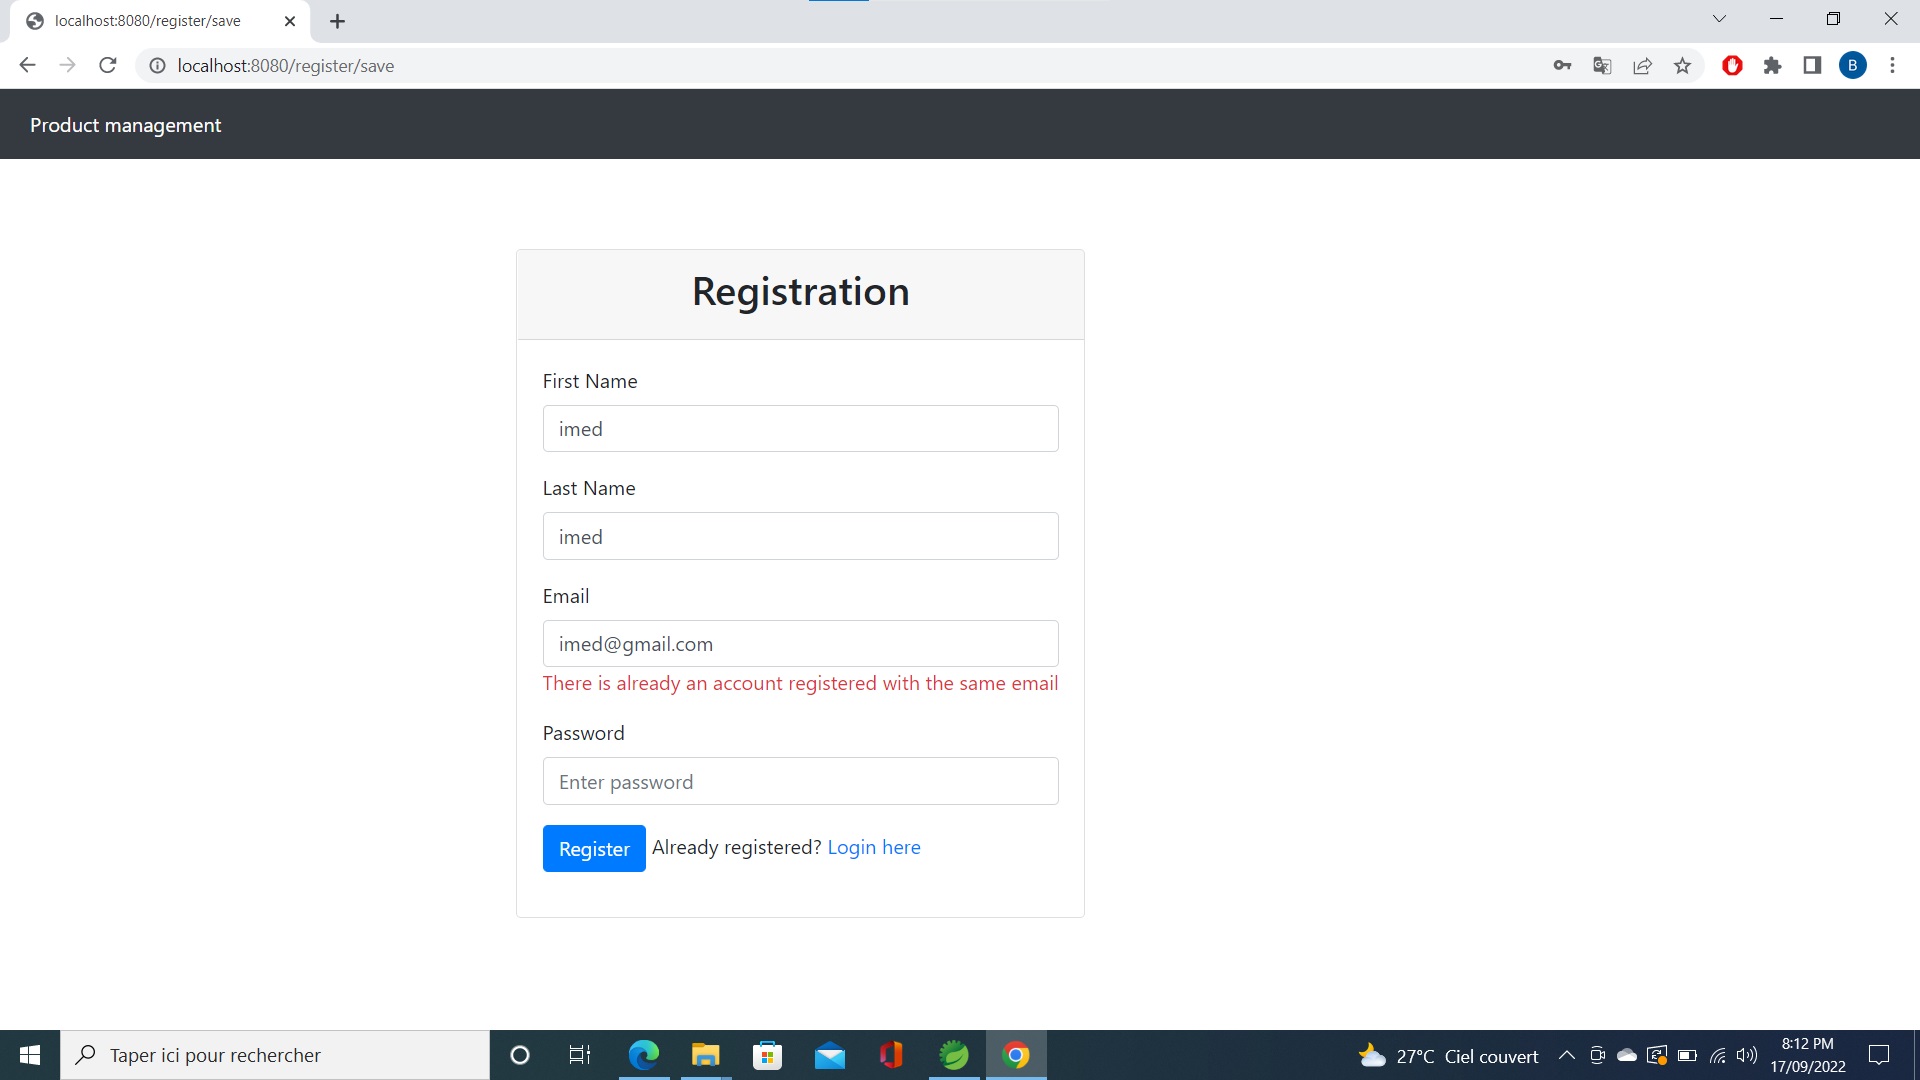 localhost:8080/register/save
localhost:8080/register/save
B
Product management
Registration
First Name
imed
Last Name
imed
Email
imed@gmail.com
There is already an account registered with the same email
Password
Enter password
Register Already registered? Login here
Taper ici pour rechercher
27°C Ciel couvert
8:12 PM
17/09/2022